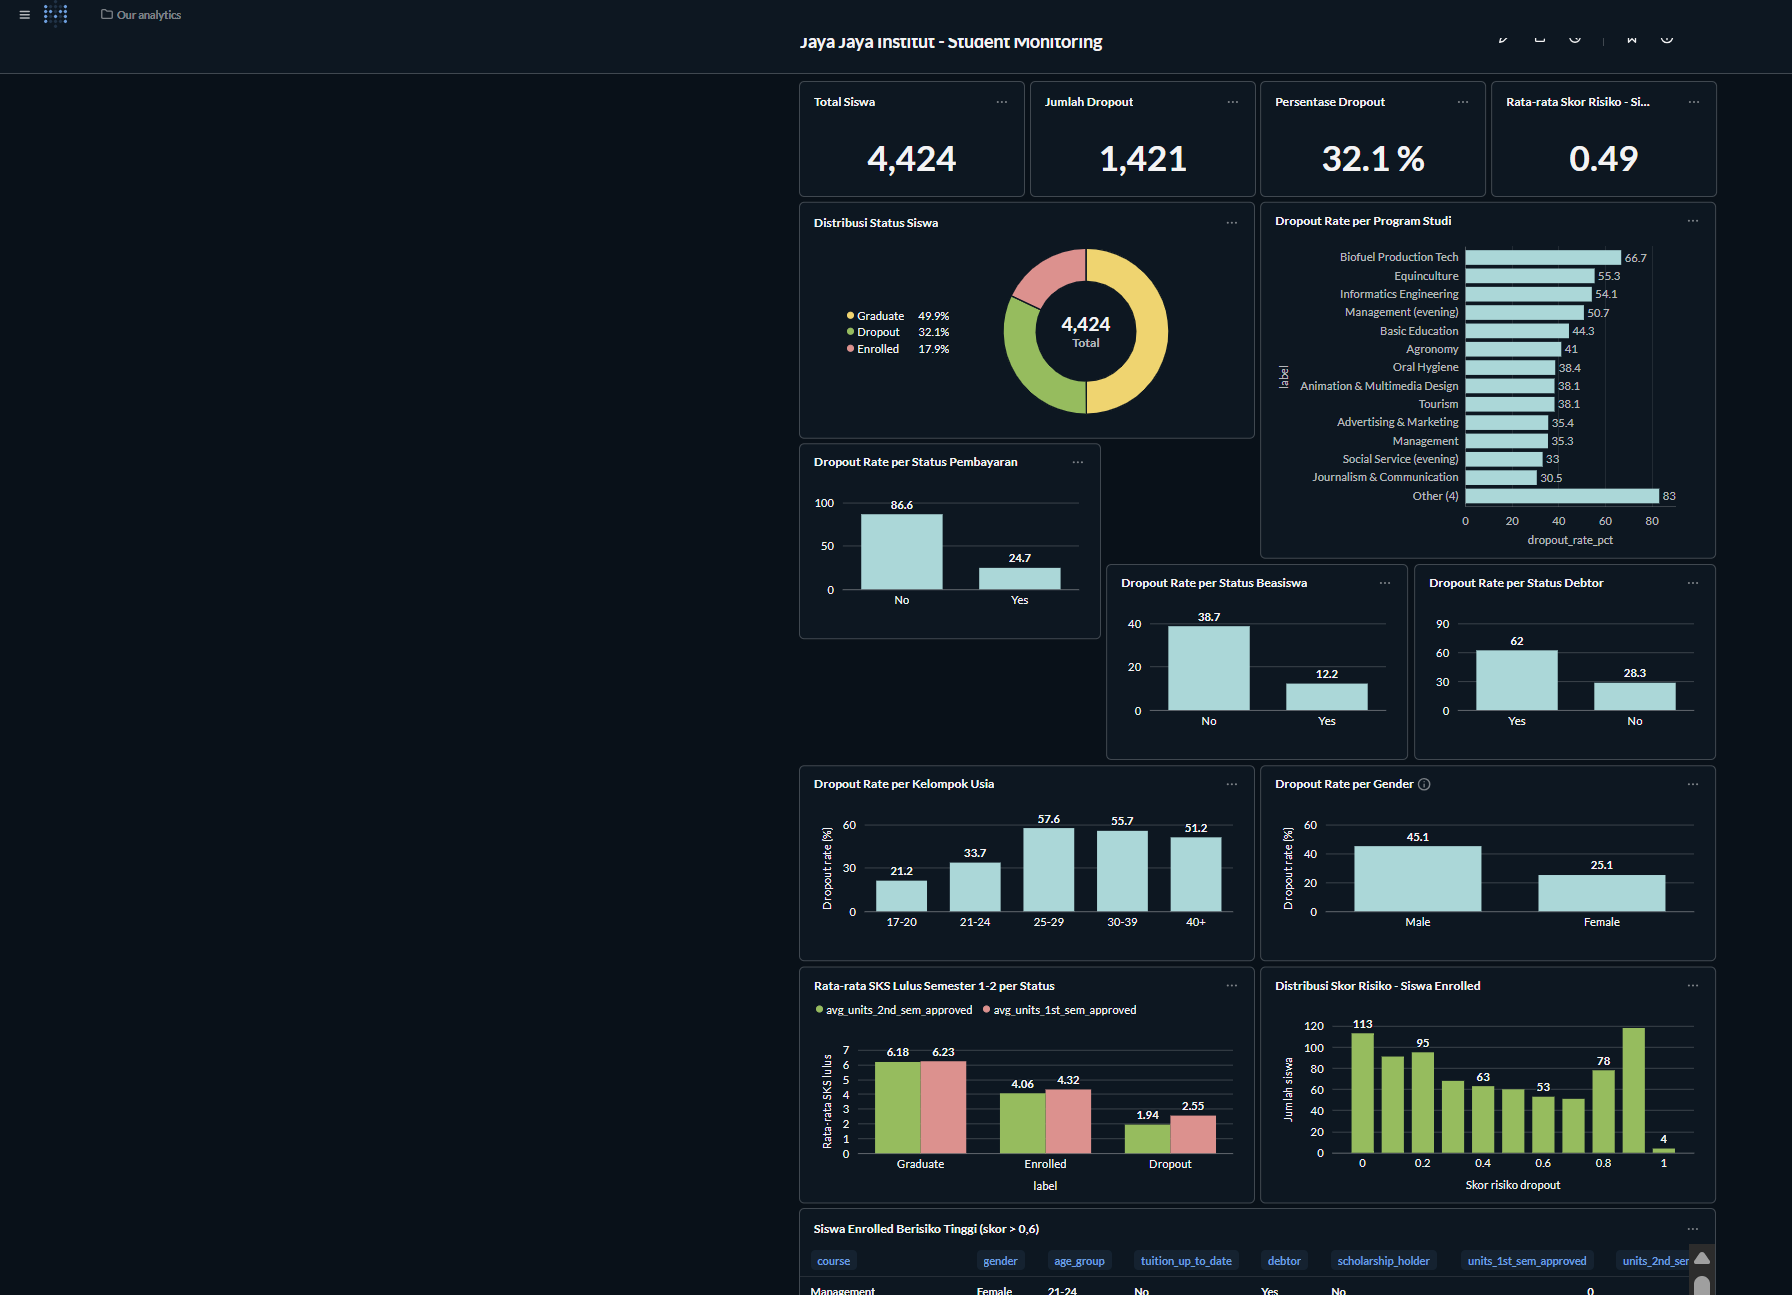 Our analytics
Jaya Jaya Institut - Student Monitoring
Total Siswa
4,424
Jumlah Dropout
1,421
Persentase Dropout
32.1 %
Rata-rata Skor Risiko - Si...
0.49
Distribusi Status Siswa
Graduate 49.9%
Dropout 32.1%
Enrolled 17.9%
4,424
Total
Dropout Rate per Program Studi
label
Biofuel Production Tech 66.7
Equinculture 55.3
Informatics Engineering 54.1
Management (evening) 50.7
Basic Education 44.3
Agronomy 41
Oral Hygiene 38.4
Animation & Multimedia Design 38.1
Tourism 38.1
Advertising & Marketing 35.4
Management 35.3
Social Service (evening) 33
Journalism & Communication 30.5
Other (4) 83
0 20 40 60 80
dropout_rate_pct
Dropout Rate per Status Pembayaran
100
50
0
86.6
24.7
No Yes
Dropout Rate per Status Beasiswa
40
20
0
38.7
12.2
No Yes
Dropout Rate per Status Debtor
90
60
30
0
62
28.3
Yes No
Dropout Rate per Kelompok Usia
Dropout rate (%)
60
30
0
21.2
33.7
57.6
55.7
51.2
17-20 21-24 25-29 30-39 40+
Dropout Rate per Gender
Dropout rate (%)
60
40
20
0
45.1
25.1
Male Female
Rata-rata SKS Lulus Semester 1-2 per Status
avg_units_2nd_sem_approved avg_units_1st_sem_approved
Rata-rata SKS lulus
7
6
5
4
3
2
1
0
6.18 6.23
4.06 4.32
1.94 2.55
Graduate Enrolled Dropout
label
Distribusi Skor Risiko - Siswa Enrolled
Jumlah siswa
120
100
80
60
40
20
0
113
95
63
53
78
4
0 0.2 0.4 0.6 0.8 1
Skor risiko dropout
Siswa Enrolled Berisiko Tinggi (skor > 0,6)
course gender age_group tuition_up_to_date debtor scholarship_holder units_1st_sem_approved units_2nd_ser
Management Female 21-24 No Yes No 0